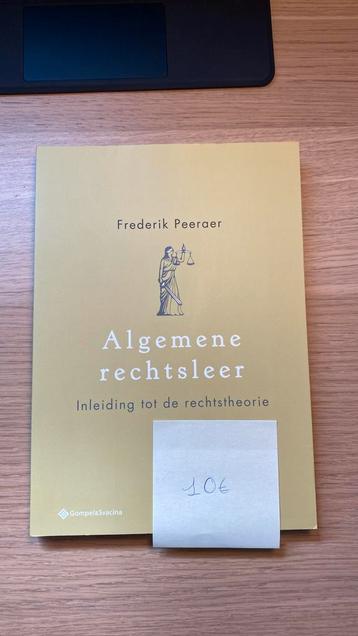 Frederik Peeraer
Algemene
rechtsleer
Inleiding tot de rechtstheorie
10€
Gompel&Svacina